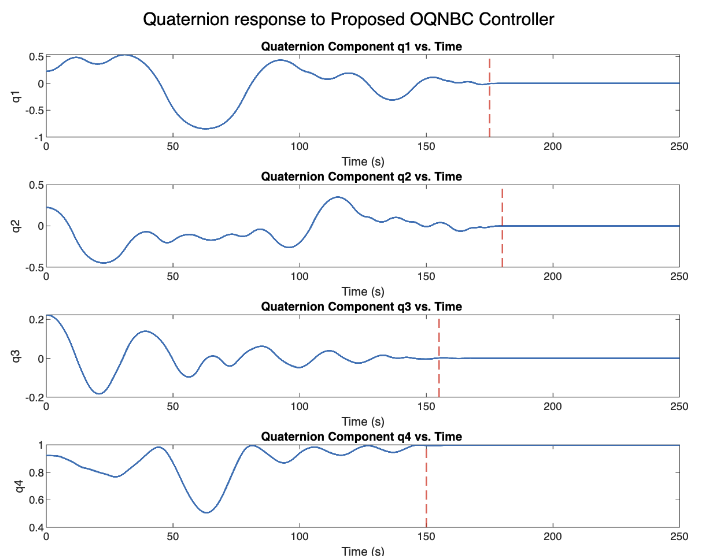 Quaternion response to Proposed OQNBC Controller
Quaternion Component q1 vs. Time
0.5
0
-0.5
-1
q1
0 50 100 150 200 250
Time (s)
Quaternion Component q2 vs. Time
0.5
0
-0.5
q2
0 50 100 150 200 250
Time (s)
Quaternion Component q3 vs. Time
0.2
0
-0.2
q3
0 50 100 150 200 250
Time (s)
Quaternion Component q4 vs. Time
1
0.8
0.6
0.4
q4
0 50 100 150 200 250
Time (s)